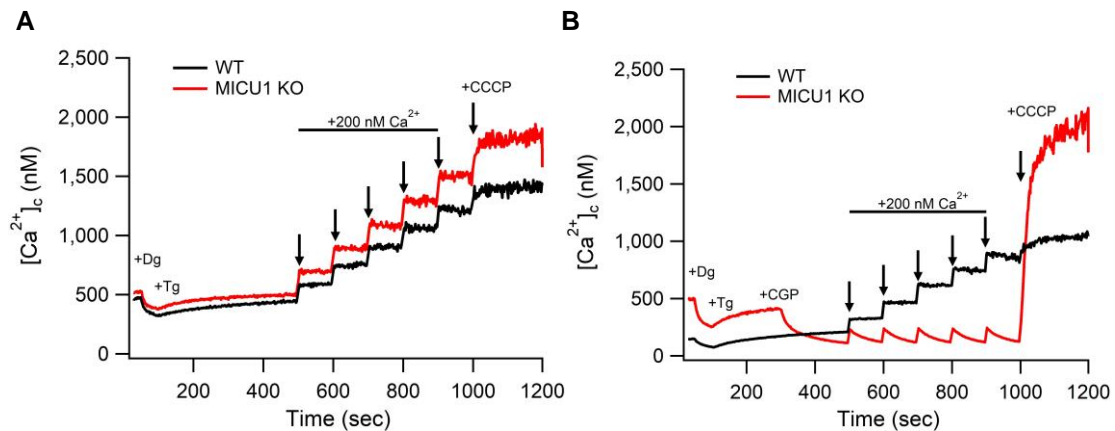 A
WT
MICU1 KO
2,500
2,000
1,500
1,000
500
0
[Ca2+]c (nM)
+Dg
+Tg
+200 nM Ca2+
+CCCP
200 400 600 800 1000 1200
Time (sec)
B
WT
MICU1 KO
2,500
2,000
1,500
1,000
500
0
[Ca2+]c (nM)
+Dg
+Tg
+CGP
+200 nM Ca2+
+CCCP
200 400 600 800 1000 1200
Time (sec)